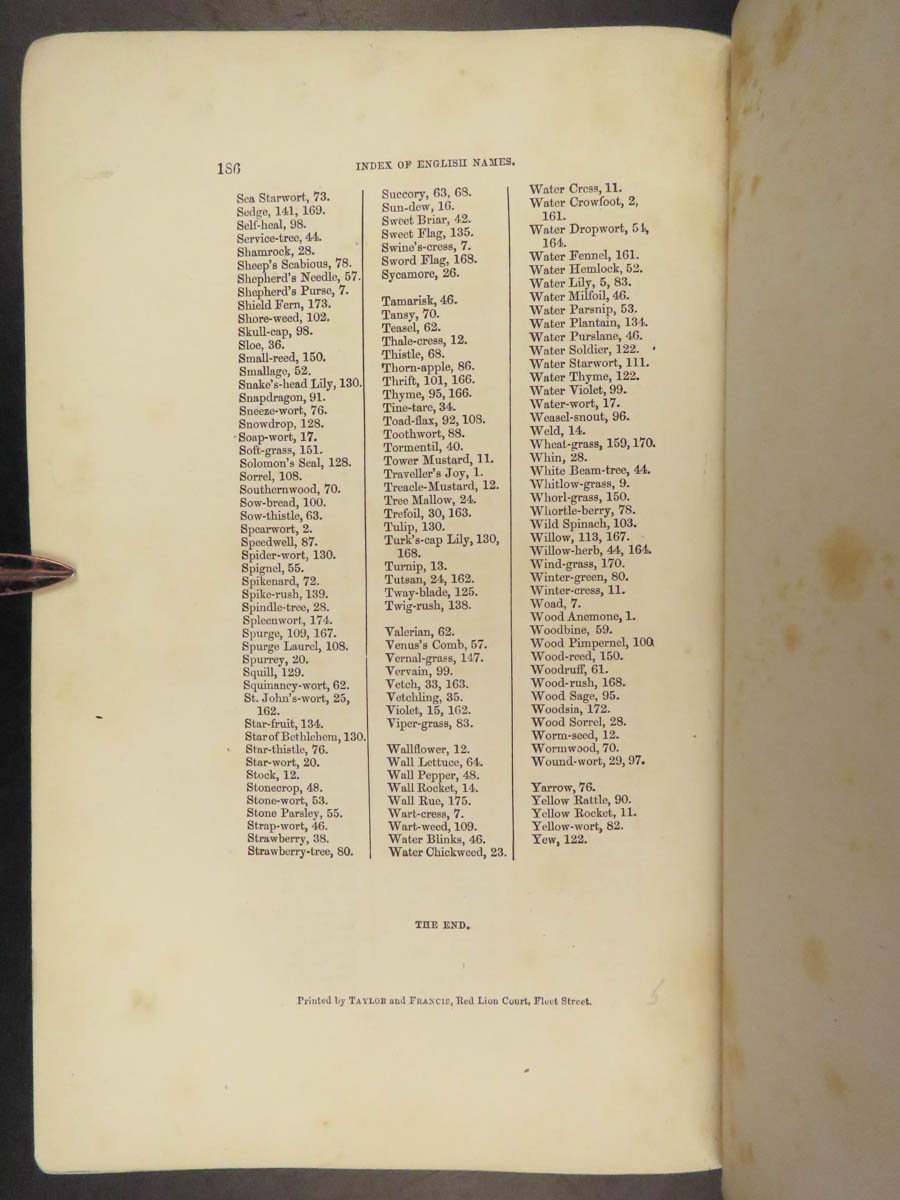 186
INDEX OF ENGLISH NAMES.
Sea Starwort, 73.
Sedge, 141, 169.
Self-heal, 98.
Service-tree, 44.
Shamrock, 28.
Sheep's Scabious, 78.
Shepherd's Needle, 57.
Shepherd's Purse, 7.
Shield Fern, 173.
Shore-weed, 102.
Skull-cap, 98.
Sloe, 36.
Small-reed, 150.
Smallage, 52.
Snake's-head Lily, 130.
Snapdragon, 91.
Sneeze-wort, 76.
Snowdrop, 128.
Soap-wort, 17.
Soft-grass, 151.
Solomon's Seal, 128.
Sorrel, 108.
Southernwood, 70.
Sow-bread, 100.
Sow-thistle, 63.
Spearwort, 2.
Speedwell, 87.
Spider-wort, 130.
Spignel, 55.
Spikenard, 72.
Spike-rush, 139.
Spindle-tree, 28.
Spleenwort, 174.
Spurge, 109, 167.
Spurge Laurel, 108.
Spurrey, 20.
Squill, 129.
Squinancy-wort, 62.
St. John's-wort, 25,
162.
Star-fruit, 134.
Star of Bethlehem, 130.
Star-thistle, 76.
Star-wort, 20.
Stock, 12.
Stonecrop, 48.
Stone-wort, 53.
Stone Parsley, 55.
Strap-wort, 46.
Strawberry, 38.
Strawberry-tree, 80.
Succory, 63, 68.
Sun-dew, 16.
Sweet Briar, 42.
Sweet Flag, 135.
Swine's-cress, 7.
Sword Flag, 168.
Sycamore, 26.
Tamarisk, 46.
Tansy, 70.
Teasel, 62.
Thale-cress, 12.
Thistle, 68.
Thorn-apple, 86.
Thrift, 101, 166.
Thyme, 95, 166.
Tine-tare, 34.
Toad-flax, 92, 108.
Toothwort, 88.
Tormentil, 40.
Tower Mustard, 11.
Traveller's Joy, 1.
Treacle-Mustard, 12.
Tree Mallow, 24.
Trefoil, 30, 163.
Tulip, 130.
Turk's-cap Lily, 130,
168.
Turnip, 13.
Tutsan, 24, 162.
Tway-blade, 125.
Twig-rush, 138.
Valerian, 62.
Venus's Comb, 57.
Vernal-grass, 147.
Vervain, 99.
Vetch, 33, 163.
Vetchling, 35.
Violet, 15, 162.
Viper-grass, 83.
Wallflower, 12.
Wall Lettuce, 64.
Wall Pepper, 48.
Wall Rocket, 14.
Wall Rue, 175.
Wart-cress, 7.
Wart-weed, 109.
Water Blinks, 46.
Water Chickweed, 23.
Water Cress, 11.
Water Crowfoot, 2,
161.
Water Dropwort, 54,
164.
Water Fennel, 161.
Water Hemlock, 52.
Water Lily, 5, 83.
Water Milfoil, 46.
Water Parsnip, 53.
Water Plantain, 134.
Water Purslane, 46.
Water Soldier, 122.
Water Starwort, 111.
Water Thyme, 122.
Water Violet, 99.
Water-wort, 17.
Weasel-snout, 96.
Weld, 14.
Wheat-grass, 159, 170.
Whin, 28.
White Beam-tree, 44.
Whitlow-grass, 9.
Whorl-grass, 150.
Whortle-berry, 78.
Wild Spinach, 103.
Willow, 113, 167.
Willow-herb, 44, 164.
Wind-grass, 170.
Winter-green, 80.
Winter-cress, 11.
Woad, 7.
Wood Anemone, 1.
Woodbine, 59.
Wood Pimpernel, 100.
Wood-reed, 150.
Woodruff, 61.
Wood-rush, 168.
Wood Sage, 95.
Woodsia, 172.
Wood Sorrel, 28.
Worm-seed, 12.
Wormwood, 70.
Wound-wort, 29, 97.
Yarrow, 76.
Yellow Rattle, 90.
Yellow Rocket, 11.
Yellow-wort, 82.
Yew, 122.
THE END.
Printed by TAYLOR and FRANCIS, Red Lion Court, Fleet Street.